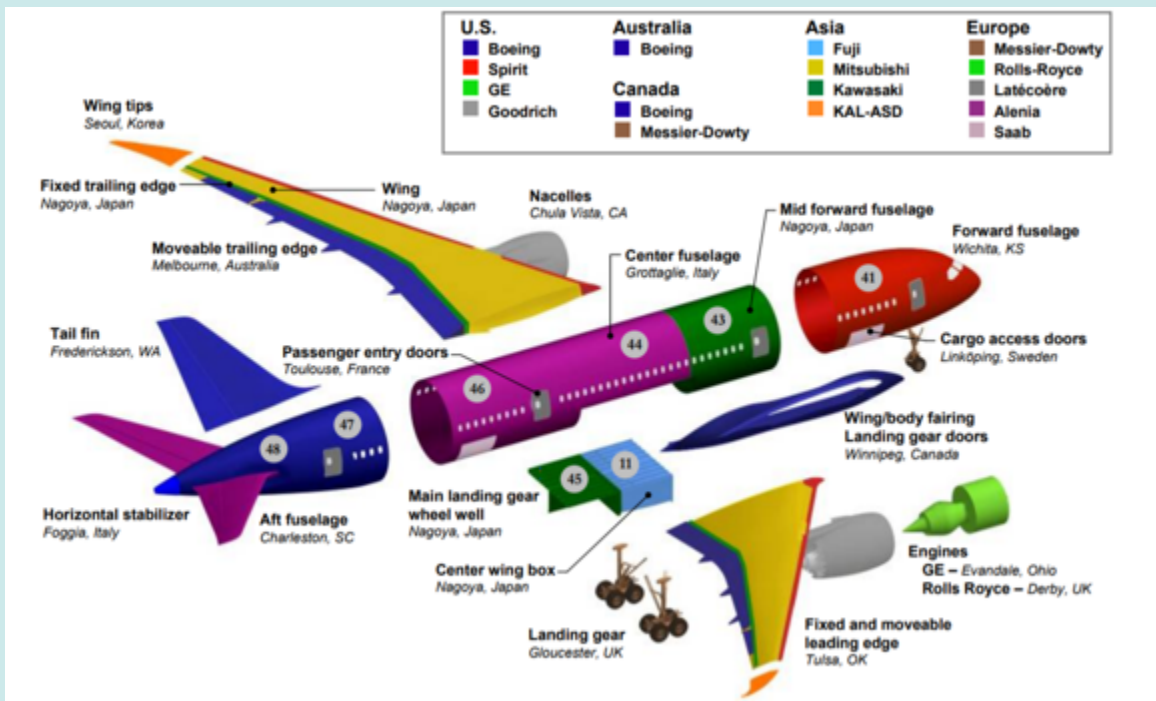 U.S.
Boeing
Spirit
GE
Goodrich
Australia
Boeing
Canada
Boeing
Messier-Dowty
Asia
Fuji
Mitsubishi
Kawasaki
KAL-ASD
Europe
Messier-Dowty
Rolls-Royce
Latécoère
Alenia
Saab
Wing tips
Seoul, Korea
Fixed trailing edge
Nagoya, Japan
Wing
Nagoya, Japan
Nacelles
Chula Vista, CA
Mid forward fuselage
Nagoya, Japan
Forward fuselage
Wichita, KS
Moveable trailing edge
Melbourne, Australia
Center fuselage
Grottaglie, Italy
41
43
44
46
Tail fin
Frederickson, WA
Passenger entry doors
Toulouse, France
Cargo access doors
Linköping, Sweden
47
48
Wing/body fairing
Landing gear doors
Winnipeg, Canada
11
45
Horizontal stabilizer
Foggia, Italy
Aft fuselage
Charleston, SC
Main landing gear
wheel well
Nagoya, Japan
Center wing box
Nagoya, Japan
Engines
GE – Evandale, Ohio
Rolls Royce – Derby, UK
Landing gear
Gloucester, UK
Fixed and moveable
leading edge
Tulsa, OK